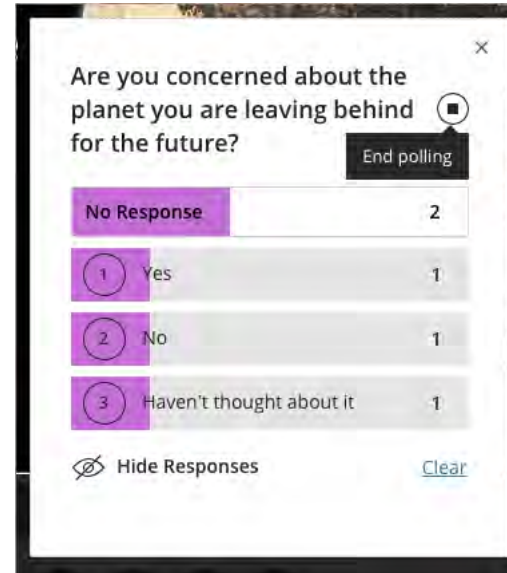 ×
Are you concerned about the
planet you are leaving behind
for the future?
End polling
No Response 2
1 Yes 1
2 No 1
3 Haven't thought about it 1
Hide Responses Clear